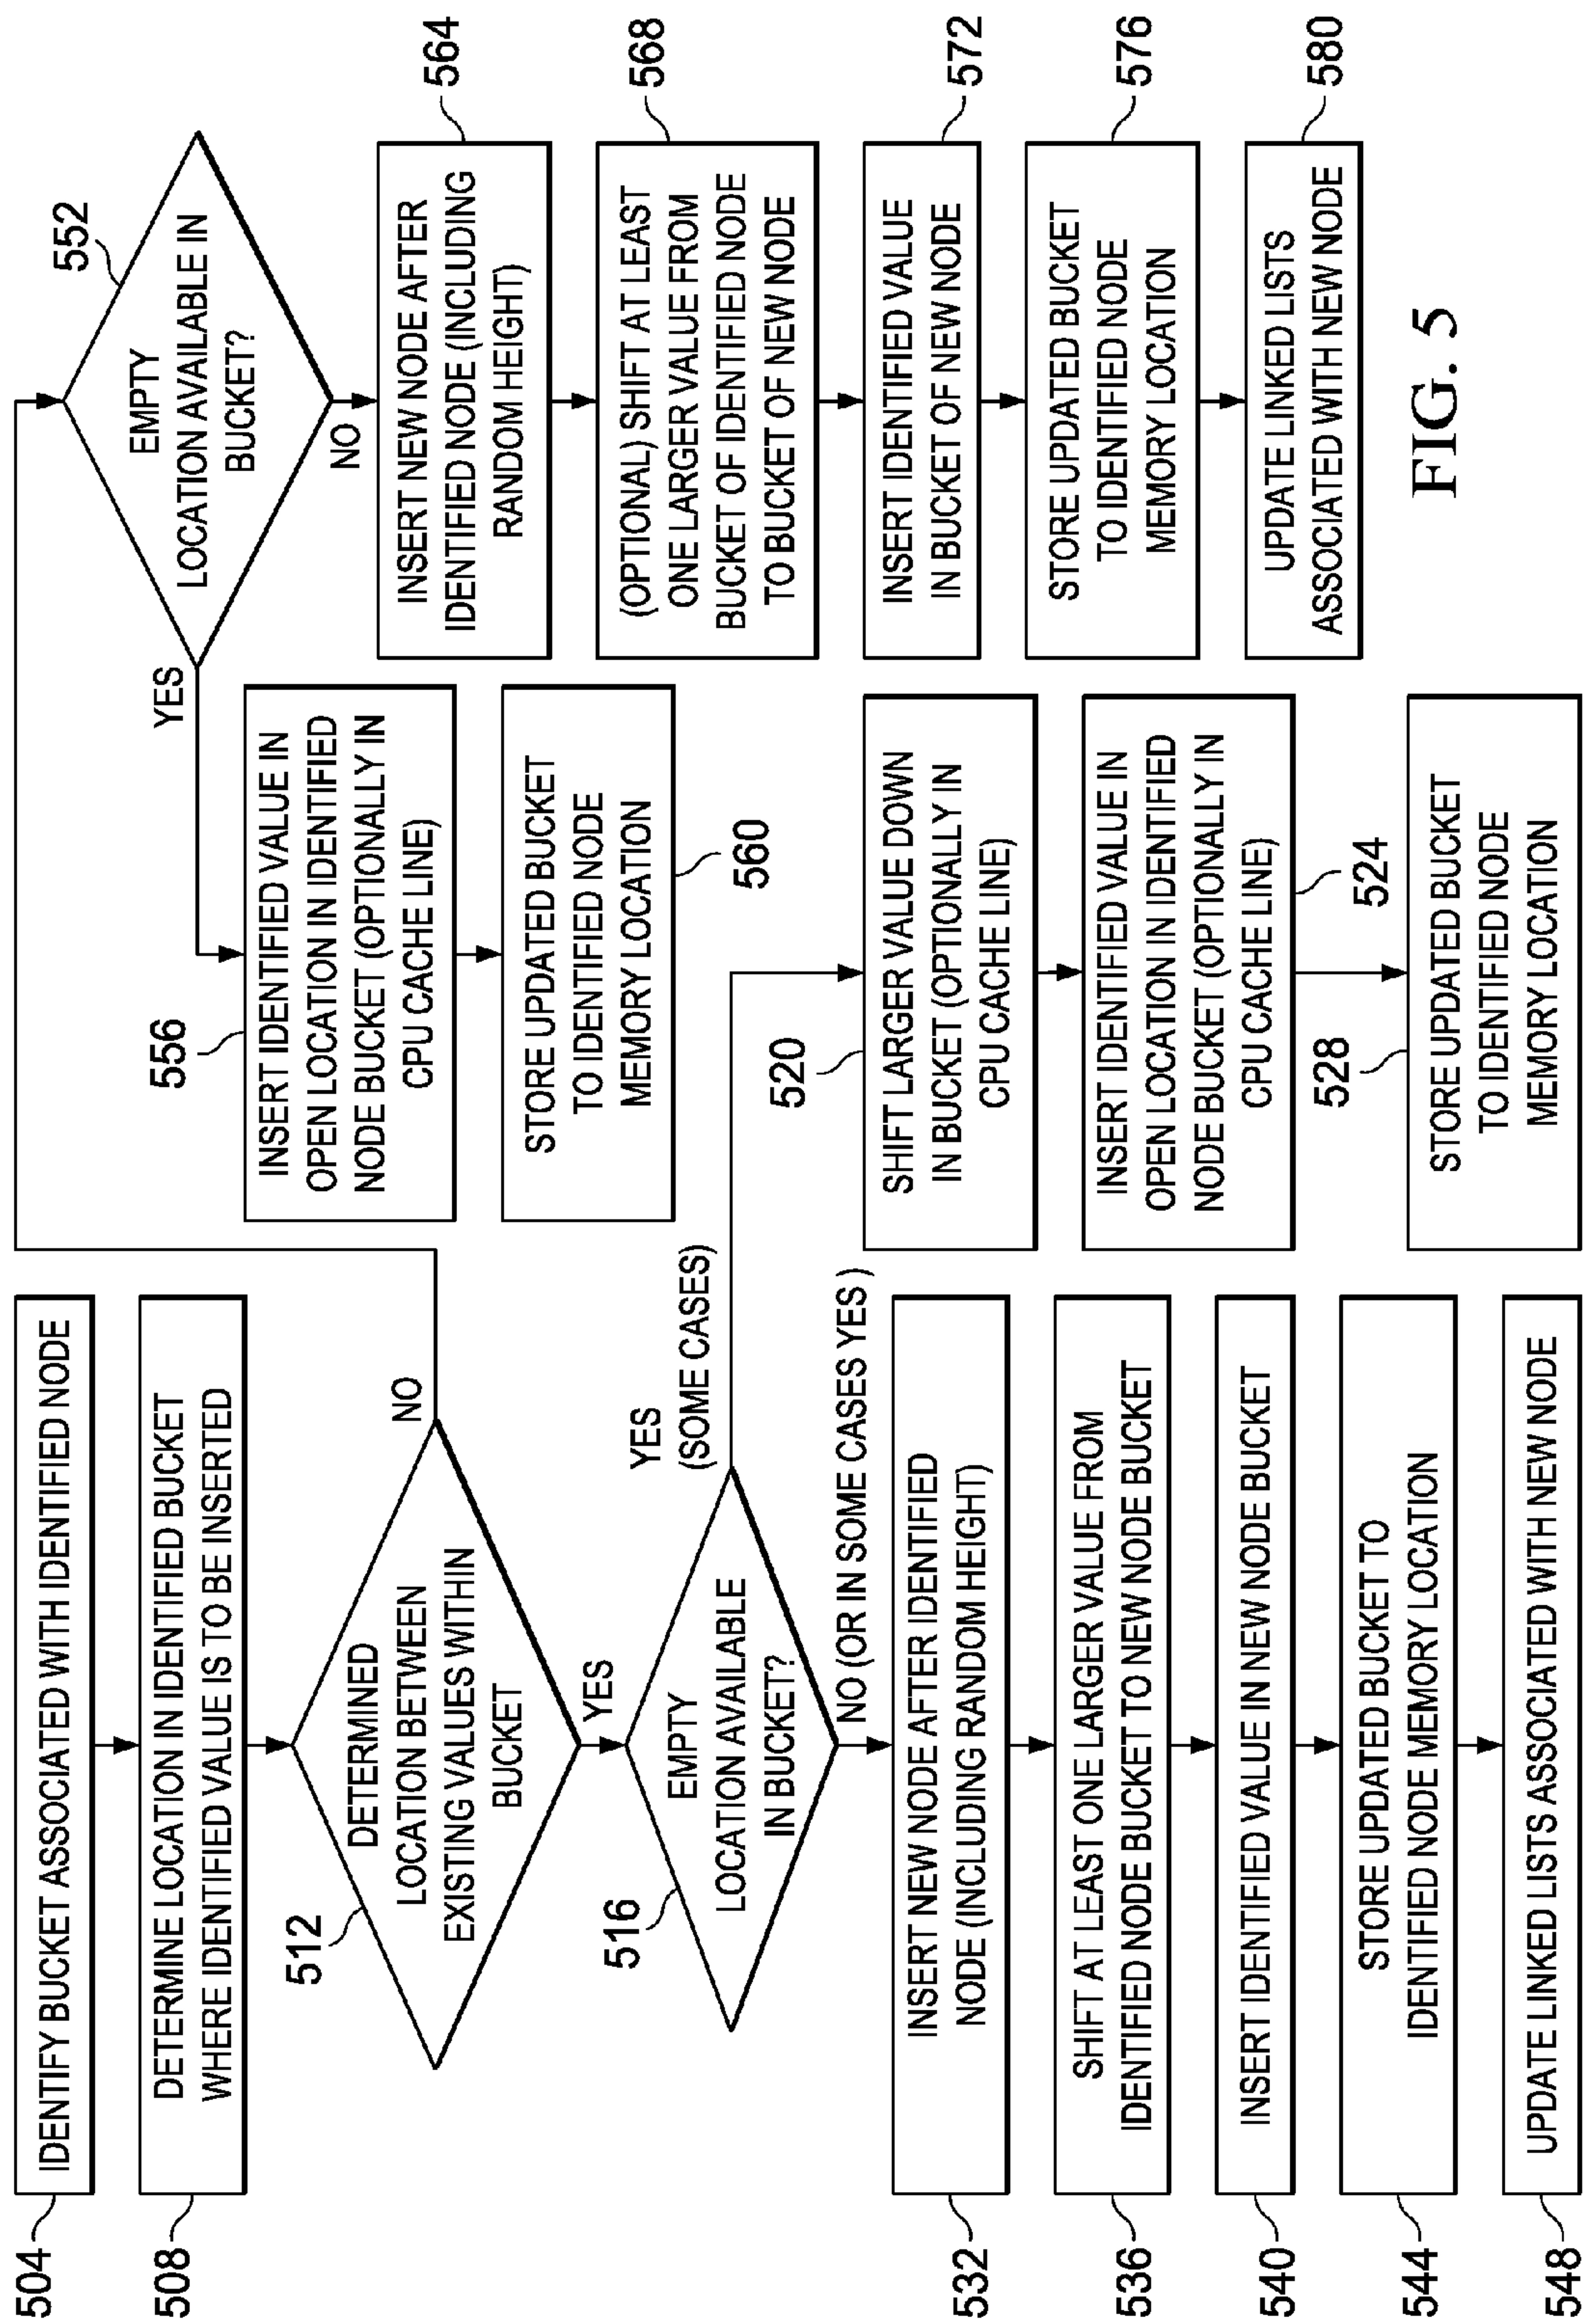 504
IDENTIFY BUCKET ASSOCIATED WITH IDENTIFIED NODE
508
DETERMINE LOCATION IN IDENTIFIED BUCKET
WHERE IDENTIFIED VALUE IS TO BE INSERTED
512
DETERMINED
LOCATION BETWEEN
EXISTING VALUES WITHIN
BUCKET
NO
YES
516
EMPTY
LOCATION AVAILABLE
IN BUCKET?
YES
(SOME CASES)
NO (OR IN SOME CASES YES )
532
INSERT NEW NODE AFTER IDENTIFIED
NODE (INCLUDING RANDOM HEIGHT)
536
SHIFT AT LEAST ONE LARGER VALUE FROM
IDENTIFIED NODE BUCKET TO NEW NODE BUCKET
540
INSERT IDENTIFIED VALUE IN NEW NODE BUCKET
544
STORE UPDATED BUCKET TO
IDENTIFIED NODE MEMORY LOCATION
548
UPDATE LINKED LISTS ASSOCIATED WITH NEW NODE
556
INSERT IDENTIFIED VALUE IN
OPEN LOCATION IN IDENTIFIED
NODE BUCKET (OPTIONALLY IN
CPU CACHE LINE)
STORE UPDATED BUCKET
TO IDENTIFIED NODE
MEMORY LOCATION
560
520
SHIFT LARGER VALUE DOWN
IN BUCKET (OPTIONALLY IN
CPU CACHE LINE)
INSERT IDENTIFIED VALUE IN
OPEN LOCATION IN IDENTIFIED
NODE BUCKET (OPTIONALLY IN
CPU CACHE LINE)
524
528
STORE UPDATED BUCKET
TO IDENTIFIED NODE
MEMORY LOCATION
552
EMPTY
LOCATION AVAILABLE IN
BUCKET?
YES
NO
INSERT NEW NODE AFTER
IDENTIFIED NODE (INCLUDING
RANDOM HEIGHT)
564
(OPTIONAL) SHIFT AT LEAST
ONE LARGER VALUE FROM
BUCKET OF IDENTIFIED NODE
TO BUCKET OF NEW NODE
568
INSERT IDENTIFIED VALUE
IN BUCKET OF NEW NODE
572
STORE UPDATED BUCKET
TO IDENTIFIED NODE
MEMORY LOCATION
576
UPDATE LINKED LISTS
ASSOCIATED WITH NEW NODE
580
FIG. 5